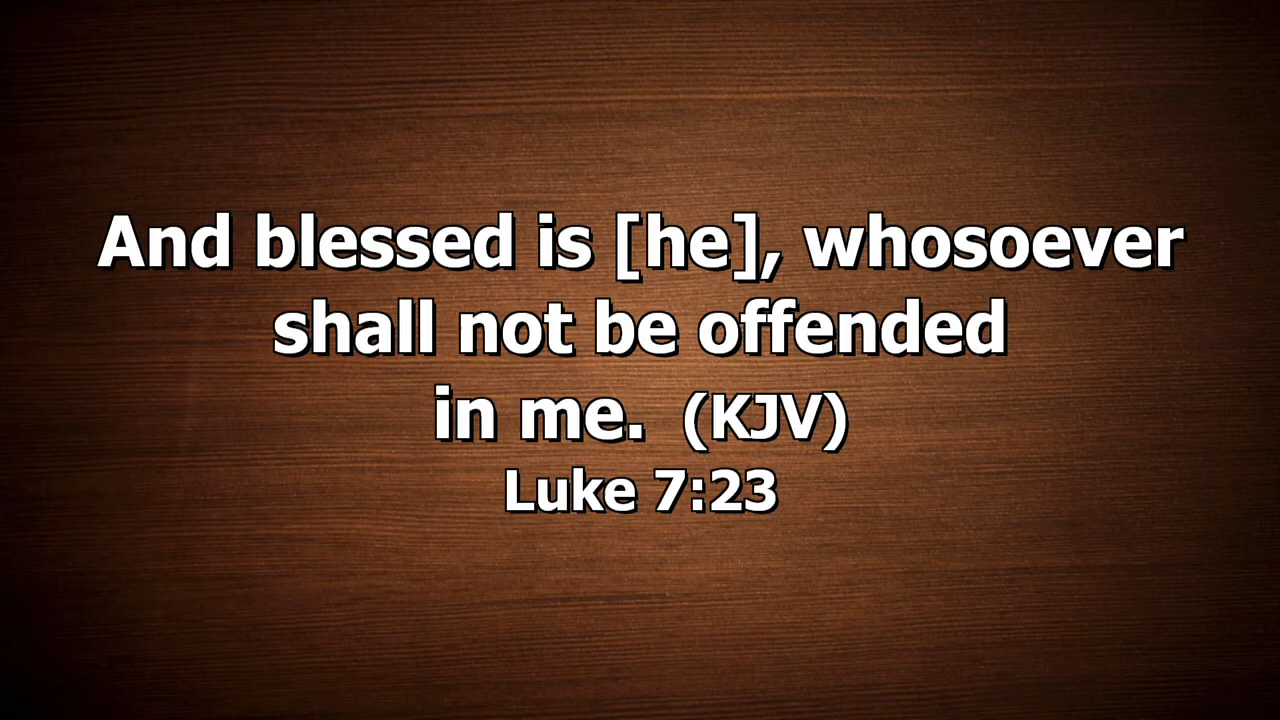 And blessed is [he], whosoever
shall not be offended
in me. (KJV)
Luke 7:23